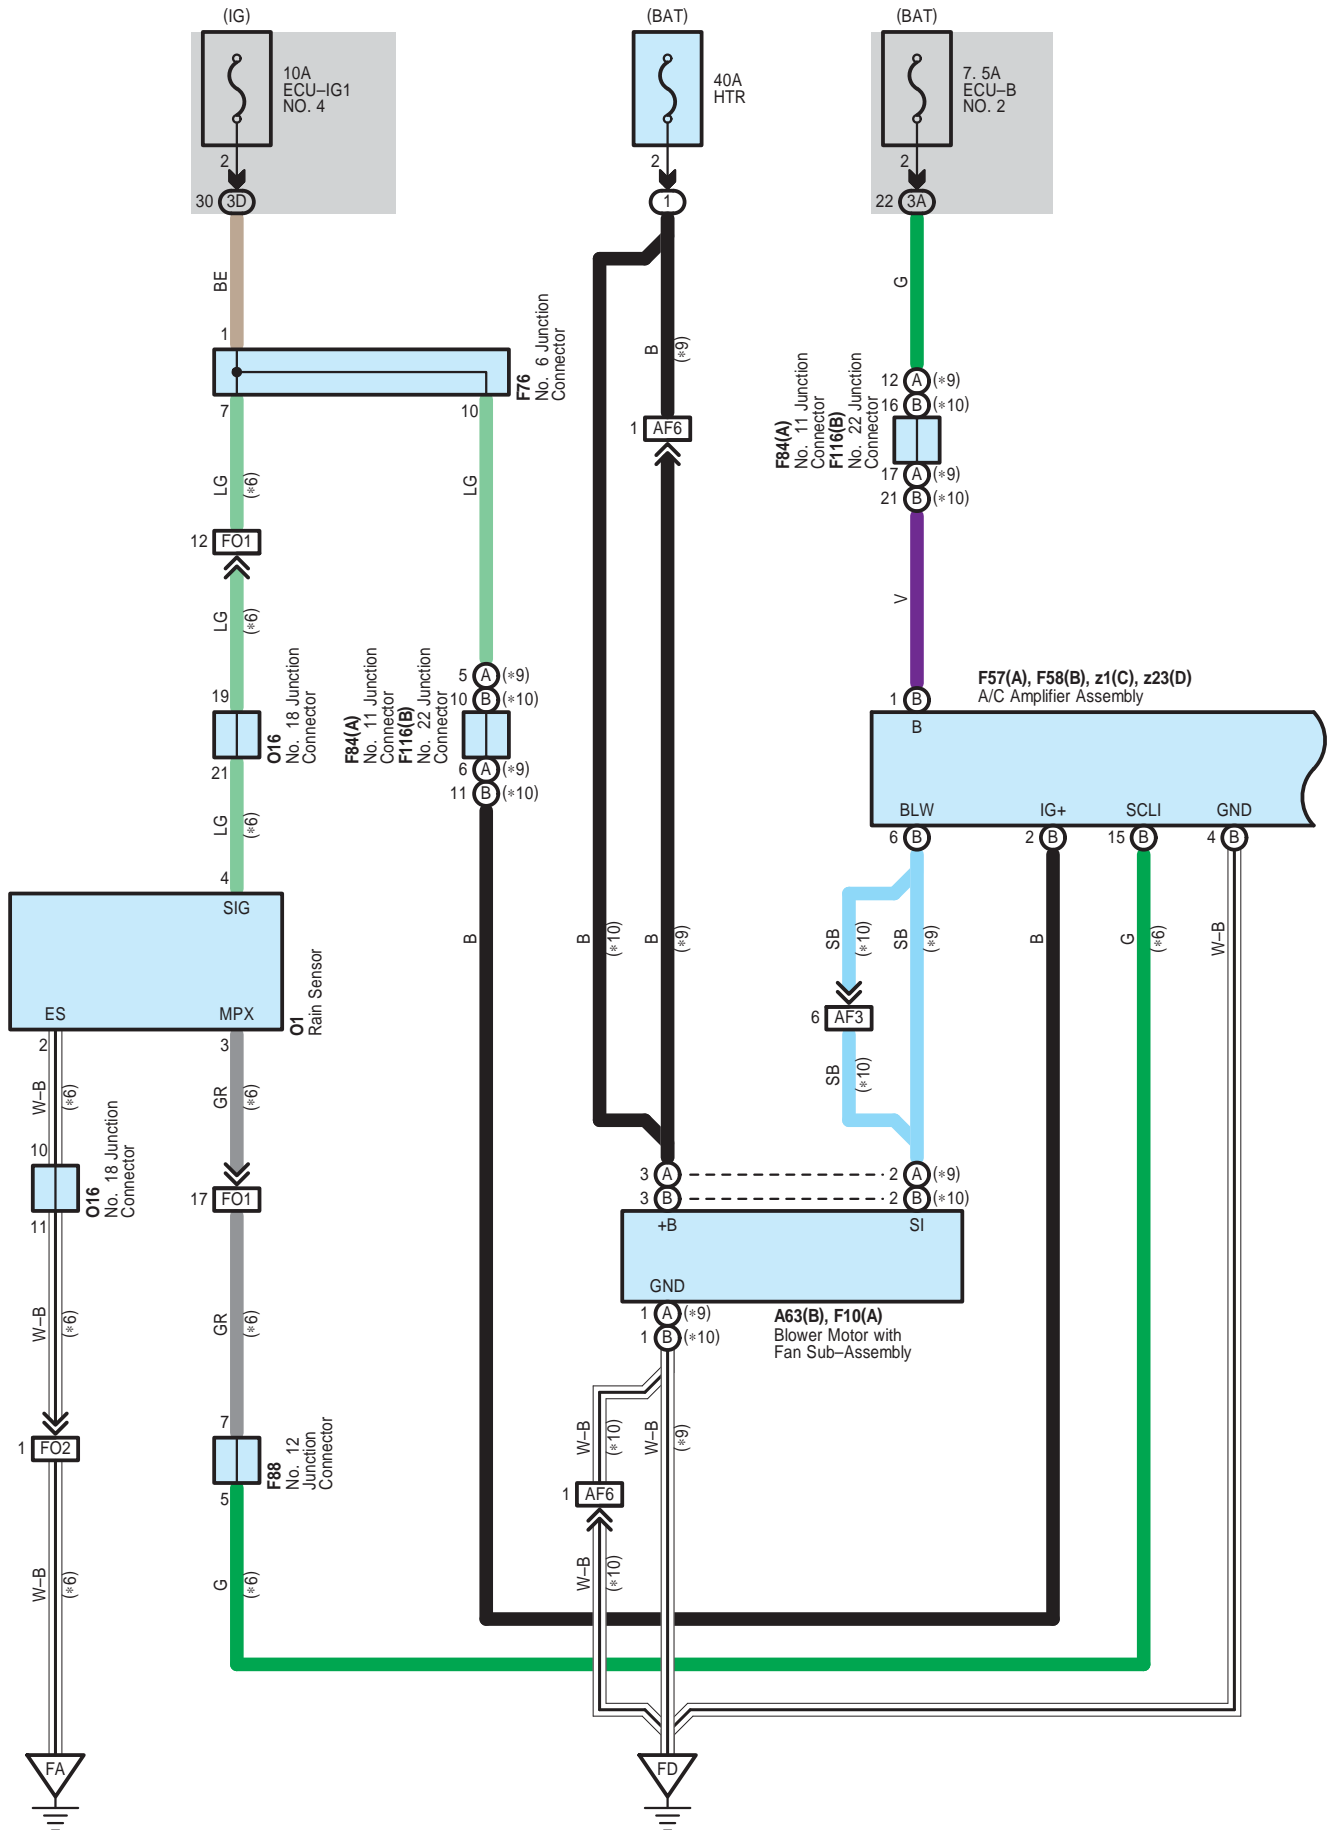 (IG)
(BAT)
(BAT)
10A
ECU–IG1
NO. 4
40A
HTR
7. 5A
ECU–B
NO. 2
2
2
2
30
3D
1
22
3A
BE
G
1
F76
No. 6 Junction
Connector
7
10
B
(*9)
12
A
(*9)
16
B
(*10)
F84(A)
No. 11 Junction
Connector
F116(B)
No. 22 Junction
Connector
17
A
(*9)
21
B
(*10)
1
AF6
LG
(*6)
LG
12
FO1
LG
(*6)
V
19
O16
No. 18 Junction
Connector
21
5
A
(*9)
10
B
(*10)
F84(A)
No. 11 Junction
Connector
F116(B)
No. 22 Junction
Connector
6
A
(*9)
11
B
(*10)
F57(A), F58(B), z1(C), z23(D)
A/C Amplifier Assembly
1
B
B
BLW
IG+
SCLI
GND
6
B
2
B
15
B
4
B
LG
(*6)
4
SIG
ES
MPX
O1
Rain Sensor
2
3
B
B
(*10)
B
(*9)
SB
(*10)
SB
(*9)
B
G
(*6)
W–B
6
AF3
SB
(*10)
W–B
(*6)
GR
(*6)
10
O16
No. 18 Junction
Connector
11
17
FO1
3
A
2
A
(*9)
3
B
2
B
(*10)
+B
SI
GND
1
A
(*9)
1
B
(*10)
A63(B), F10(A)
Blower Motor with
Fan Sub–Assembly
W–B
(*6)
GR
(*6)
7
F88
No. 12
Junction
Connector
5
1
FO2
W–B
(*10)
W–B
(*9)
1
AF6
W–B
(*10)
W–B
(*6)
G
(*6)
FA
FD